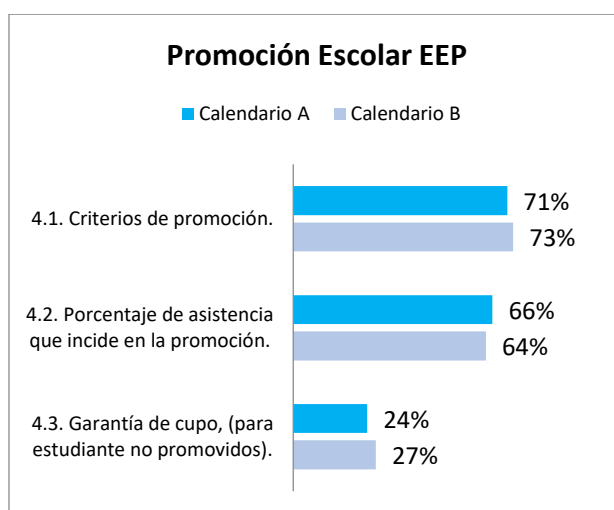 Promoción Escolar EEP
Calendario A Calendario B
4.1. Criterios de promoción.
71%
73%
4.2. Porcentaje de asistencia
que incide en la promoción.
66%
64%
4.3. Garantía de cupo, (para
estudiante no promovidos).
24%
27%